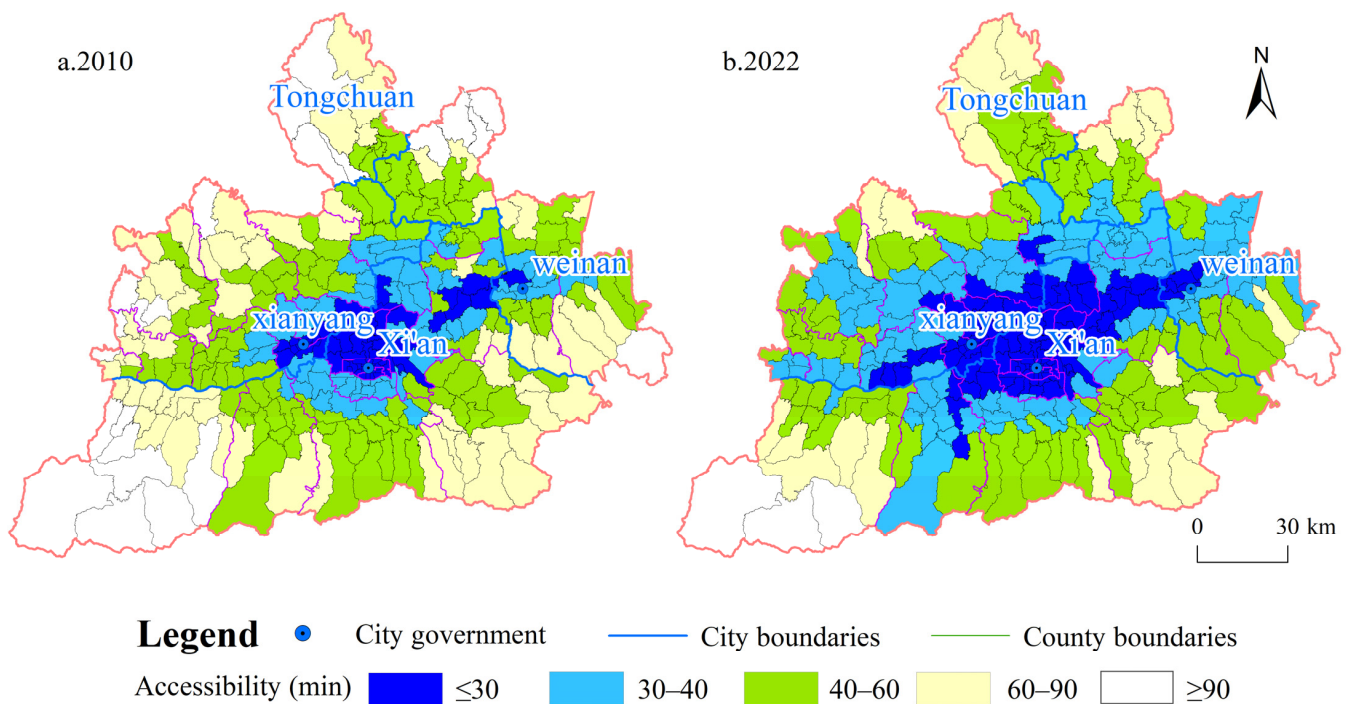 a.2010
b.2022
N
Tongchuan
Tongchuan
weinan
weinan
xianyang
xianyang
Xi'an
Xi'an
0 30 km
Legend City government City boundaries County boundaries
Accessibility (min) ≤30 30–40 40–60 60–90 ≥90